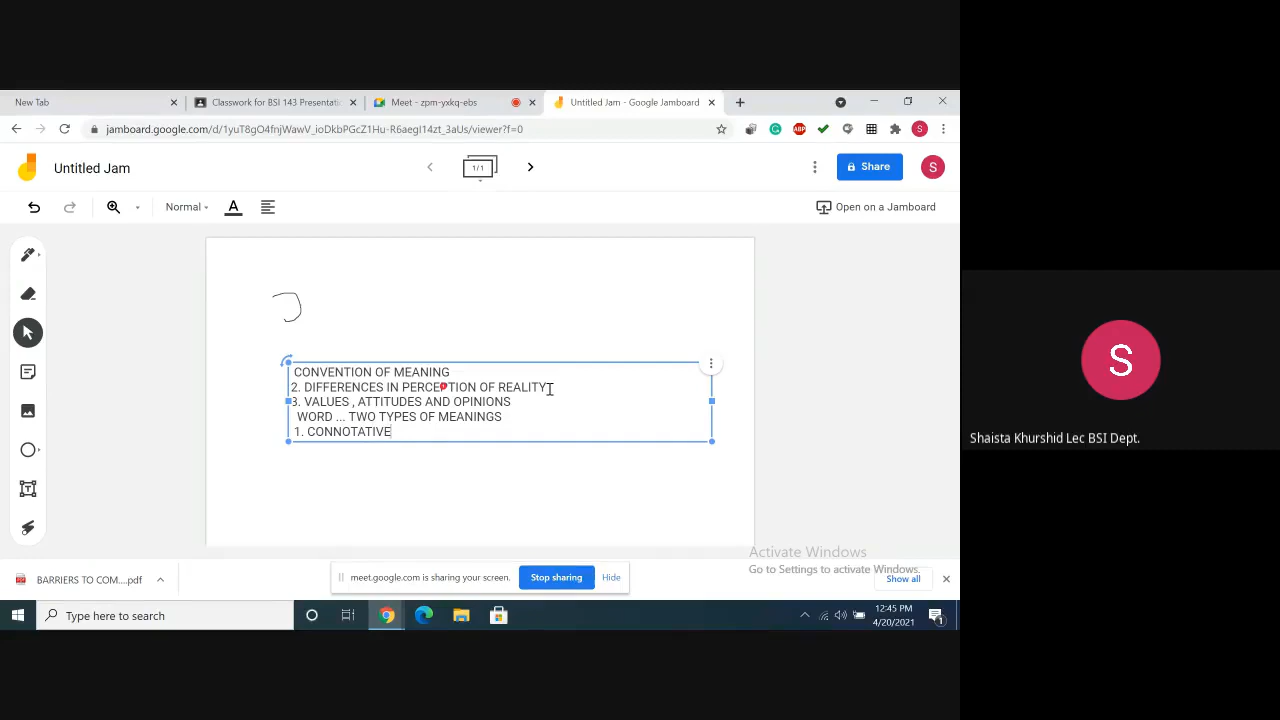 New Tab
Classwork for BSI 143 Presentati
Meet - zpm-yxkq-ebs
Untitled Jam - Google Jamboard
jamboard.google.com/d/1yuT8gO4fnjWawV_ioDkbPGcZ1Hu-R6aegI14zt_3aUs/viewer?f=0
ABP
S
Untitled Jam
1/1
Share
S
Normal
A
Open on a Jamboard
CONVENTION OF MEANING
2. DIFFERENCES IN PERCEPTION OF REALITY
3. VALUES , ATTITUDES AND OPINIONS
WORD ... TWO TYPES OF MEANINGS
1. CONNOTATIVE
S
Shaista Khurshid Lec BSI Dept.
Activate Windows
Go to Settings to activate Windows.
BARRIERS TO COM....pdf
meet.google.com is sharing your screen.
Stop sharing
Hide
Show all
Type here to search
12:45 PM
4/20/2021
1